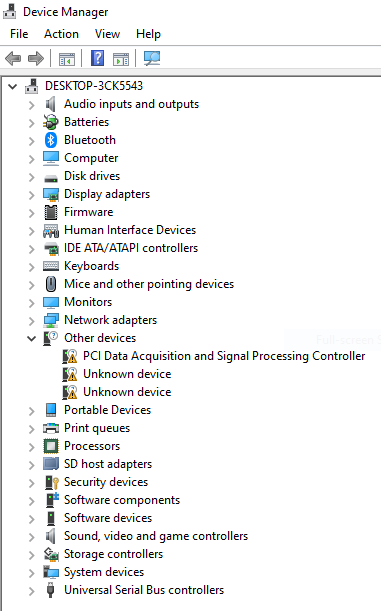 Device Manager
File Action View Help
DESKTOP-3CK5543
Audio inputs and outputs
Batteries
Bluetooth
Computer
Disk drives
Display adapters
Firmware
Human Interface Devices
IDE ATA/ATAPI controllers
Keyboards
Mice and other pointing devices
Monitors
Network adapters
Other devices
PCI Data Acquisition and Signal Processing Controller
Unknown device
Unknown device
Portable Devices
Print queues
Processors
SD host adapters
Security devices
Software components
Software devices
Sound, video and game controllers
Storage controllers
System devices
Universal Serial Bus controllers